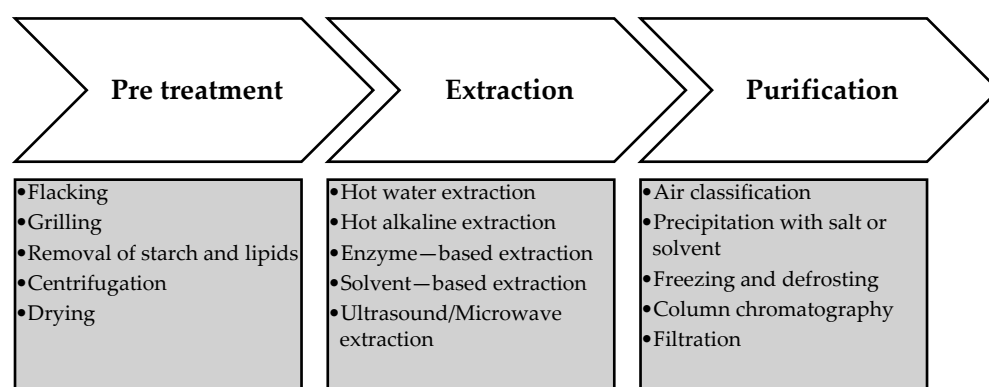 Pre treatment
Extraction
Purification
•Flacking
•Grilling
•Removal of starch and lipids
•Centrifugation
•Drying
•Hot water extraction
•Hot alkaline extraction
•Enzyme—based extraction
•Solvent—based extraction
•Ultrasound/Microwave
extraction
•Air classification
•Precipitation with salt or
solvent
•Freezing and defrosting
•Column chromatography
•Filtration